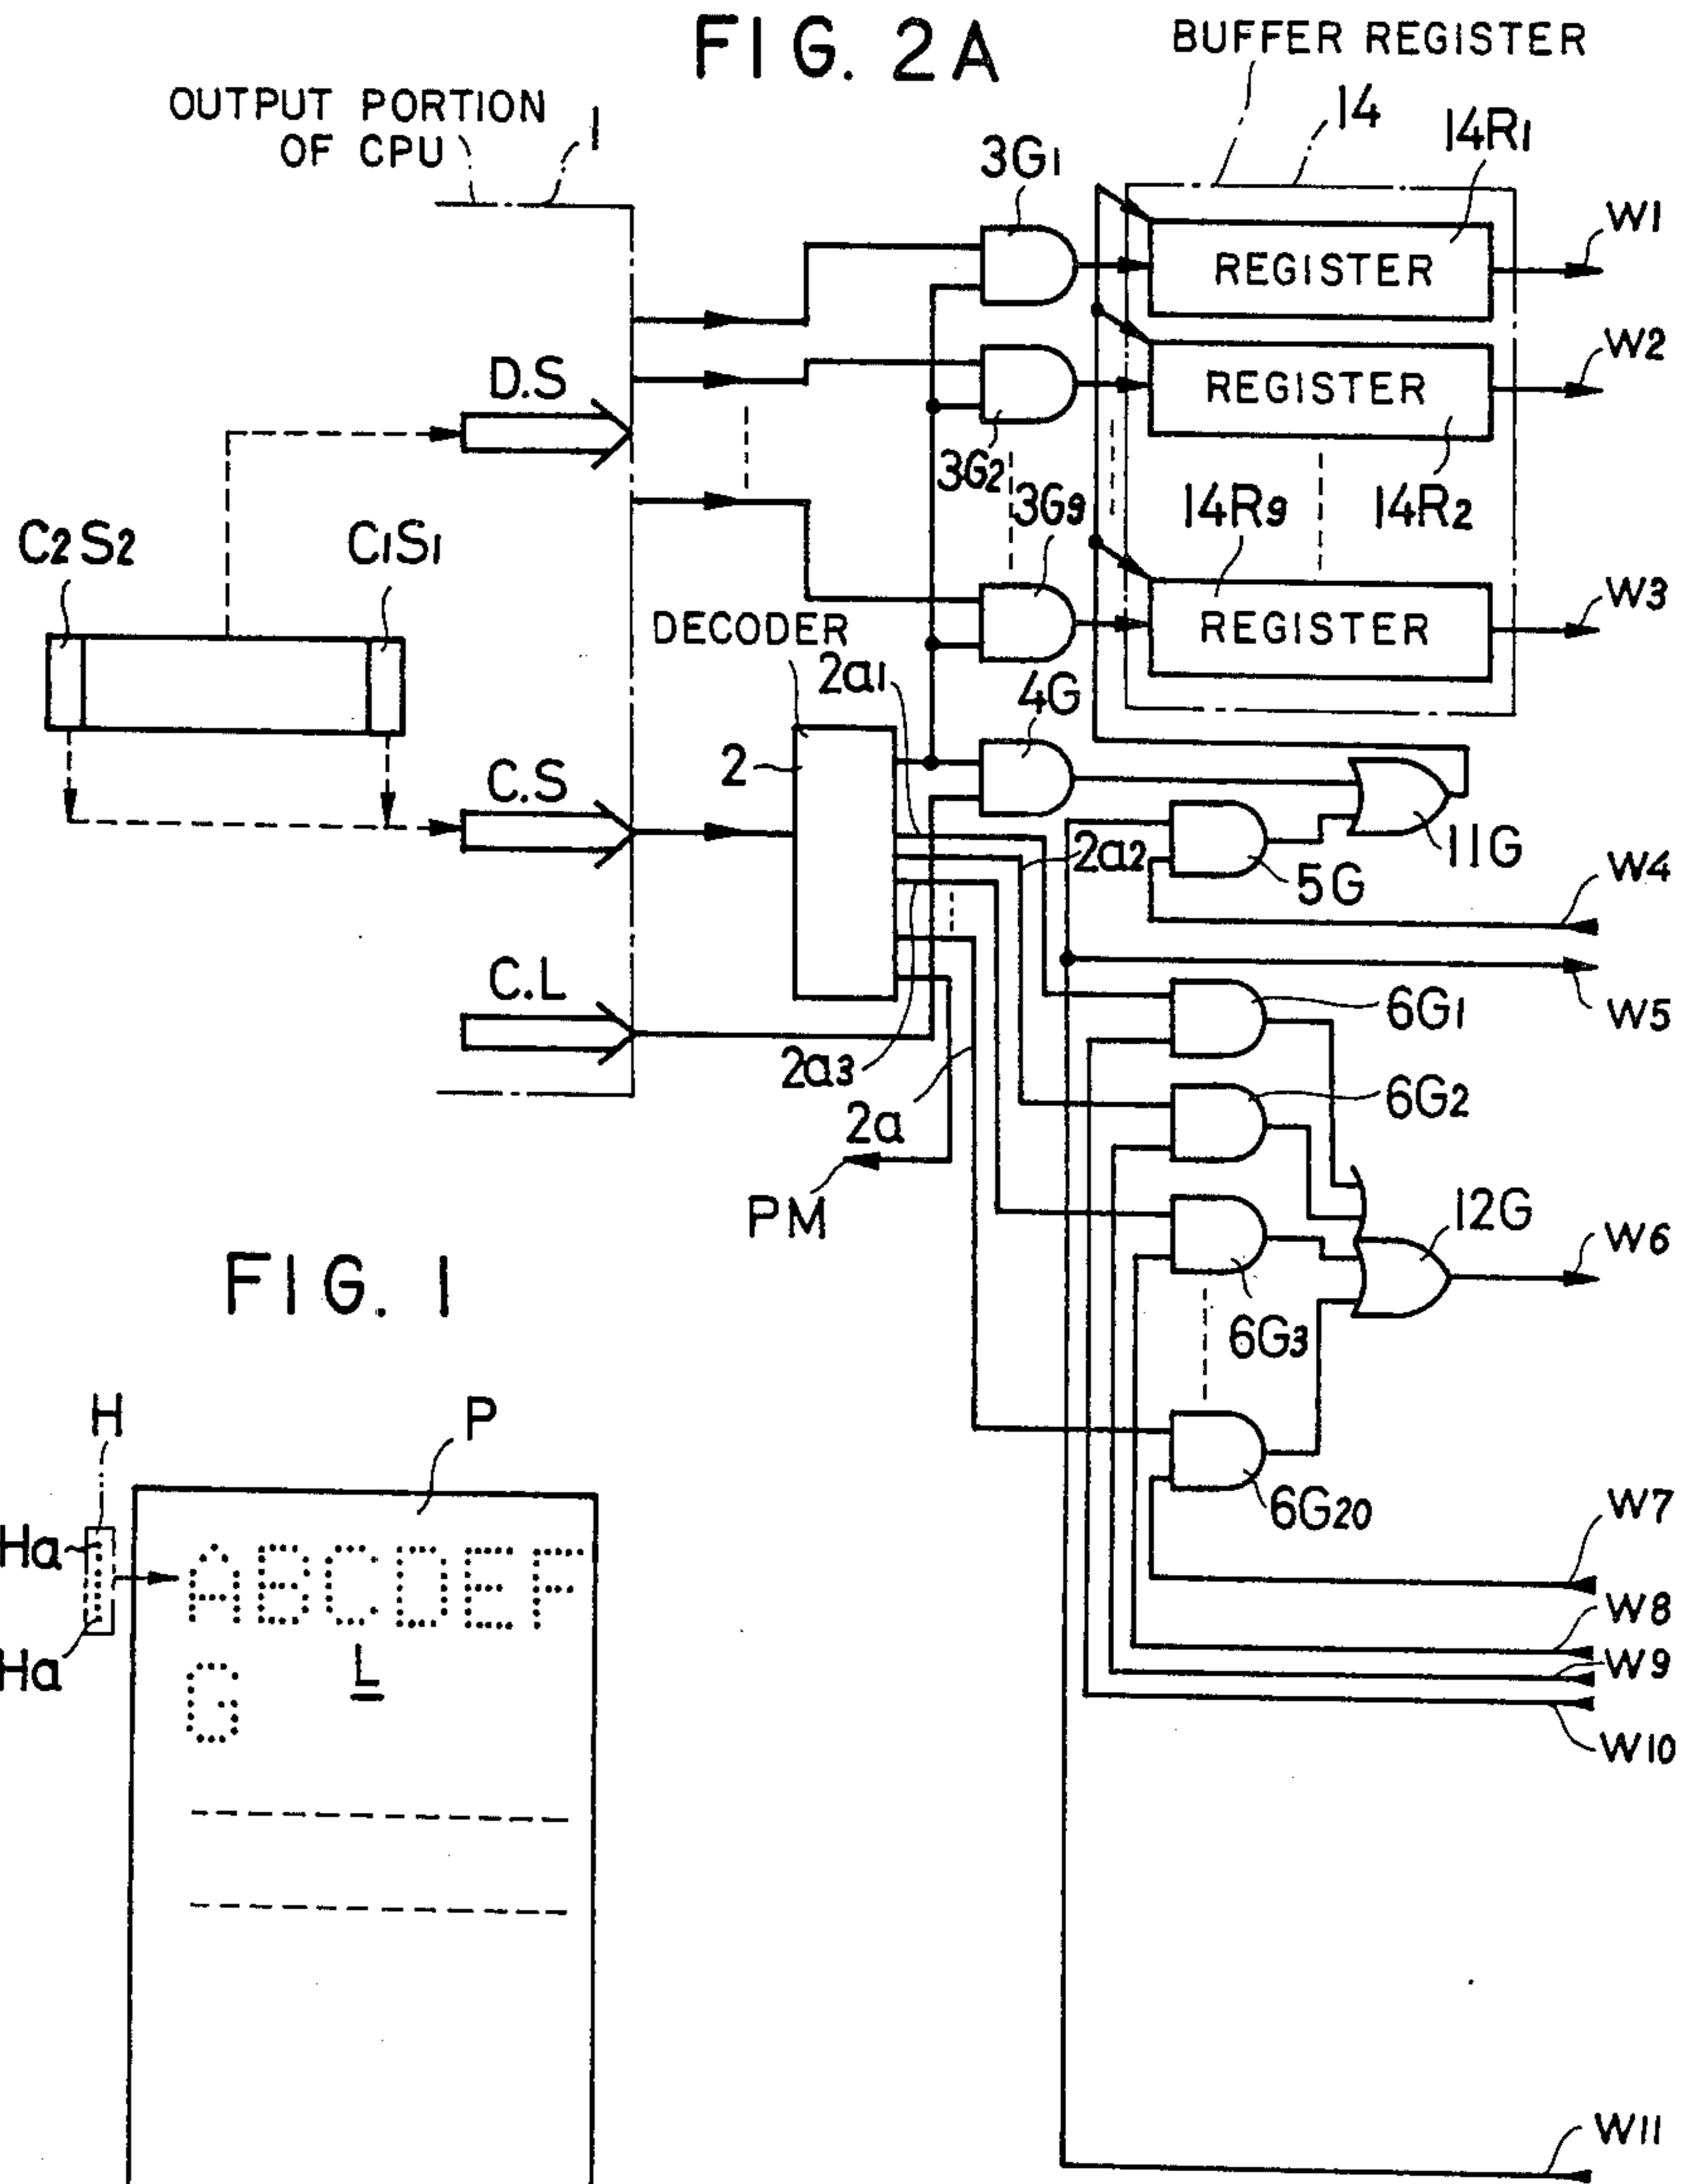 FIG. 2A
BUFFER REGISTER
OUTPUT PORTION
OF CPU
1
14
14R1
3G1
W1
REGISTER
D.S
W2
REGISTER
3G2
3G9
14R9
14R2
C2S2
C1S1
W3
DECODER
REGISTER
2a1
4G
2
C.S
11G
2a2
5G
W4
C.L
6G1
W5
2a3
6G2
2a
PM
12G
W6
FIG. 1
6G3
H
P
6G20
W7
Ha
ABCDEF
W8
Ha
L
W9
G
W10
W11